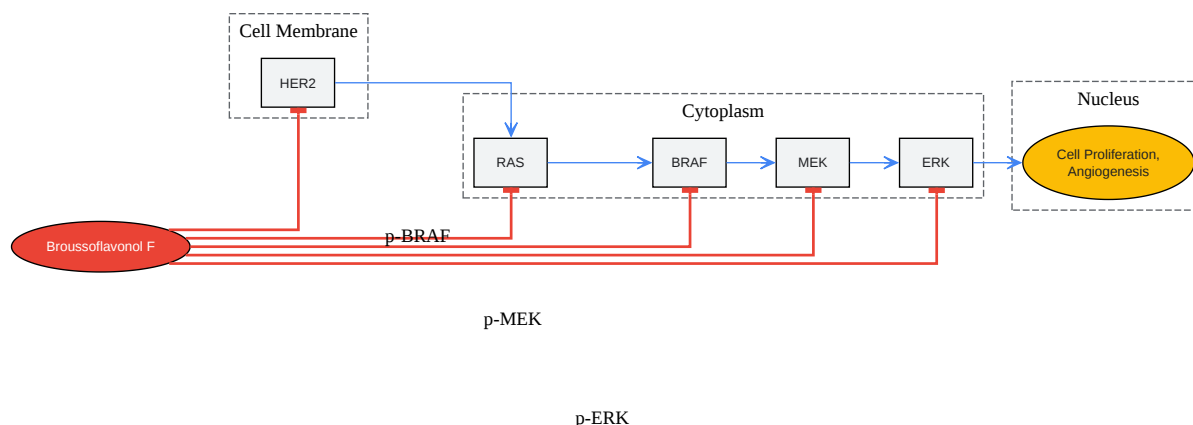 Cell Membrane
HER2
Cytoplasm
Nucleus
RAS
BRAF
MEK
ERK
Cell Proliferation,
Angiogenesis
Broussoflavonol F
p-BRAF
p-MEK
p-ERK